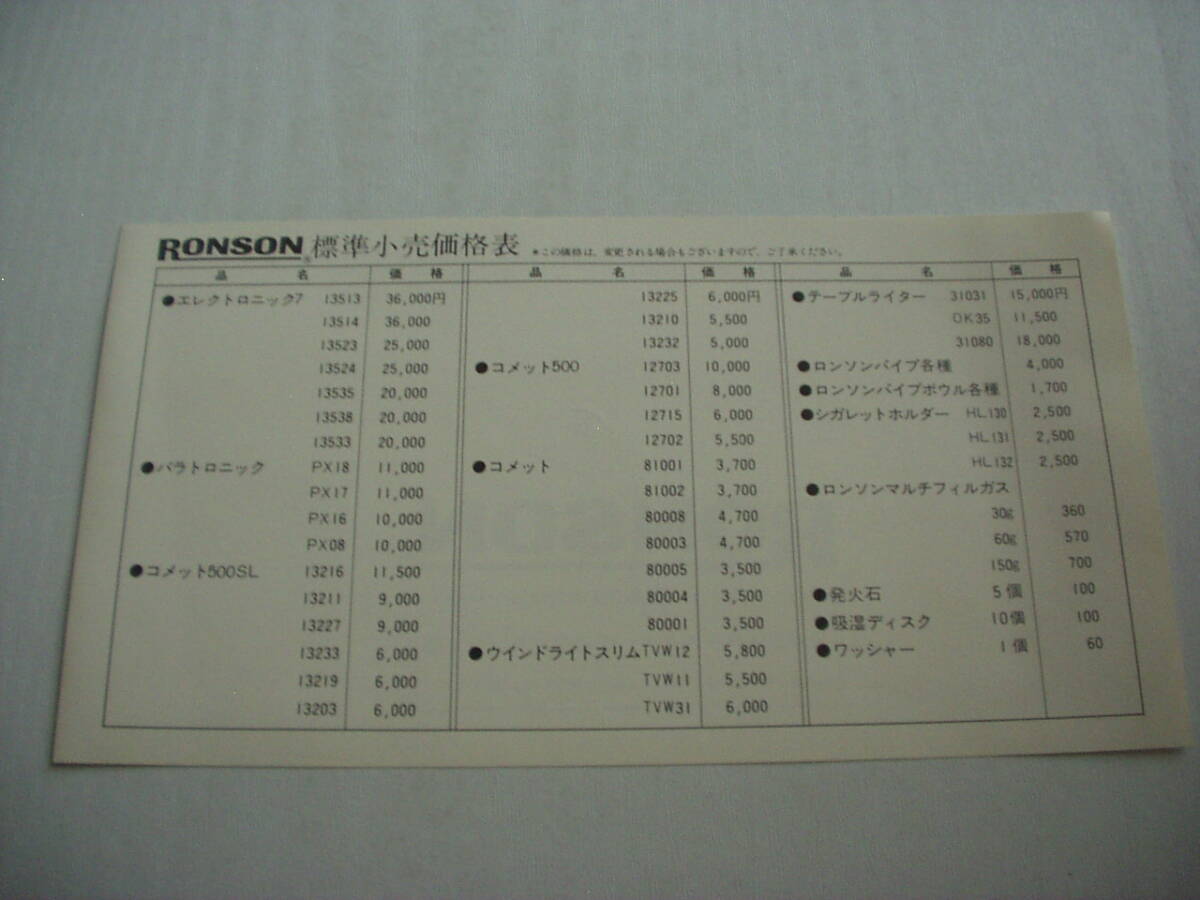 RONSON 標準小売価格表 *この価格は、変更される場合もございますので、ご了承ください。
品 名 価 格
●エレクトロニック7 13513 36,000円
13514 36,000
13523 25,000
13524 25,000
13535 20,000
13538 20,000
13533 20,000
●バラトロニック PX18 11,000
PX17 11,000
PX16 10,000
PX08 10,000
●コメット500SL 13216 11,500
13211 9,000
13227 9,000
13233 6,000
13219 6,000
13203 6,000
品 名 価 格
13225 6,000円
13210 5,500
13232 5,000
●コメット500 12703 10,000
12701 8,000
12715 6,000
12702 5,500
●コメット 81001 3,700
81002 3,700
80008 4,700
80003 4,700
80005 3,500
80004 3,500
80001 3,500
●ウインドライトスリムTVW12 5,800
TVW11 5,500
TVW31 6,000
品 名 価 格
●テーブルライター 31031 15,000円
OK35 11,500
31080 18,000
●ロンソンパイプ各種 4,000
●ロンソンパイプボウル各種 1,700
●シガレットホルダー HL130 2,500
HL131 2,500
HL132 2,500
●ロンソンマルチフィルガス
30g 360
60g 570
150g 700
●発火石 5個 100
●吸湿ディスク 10個 100
●ワッシャー 1個 60